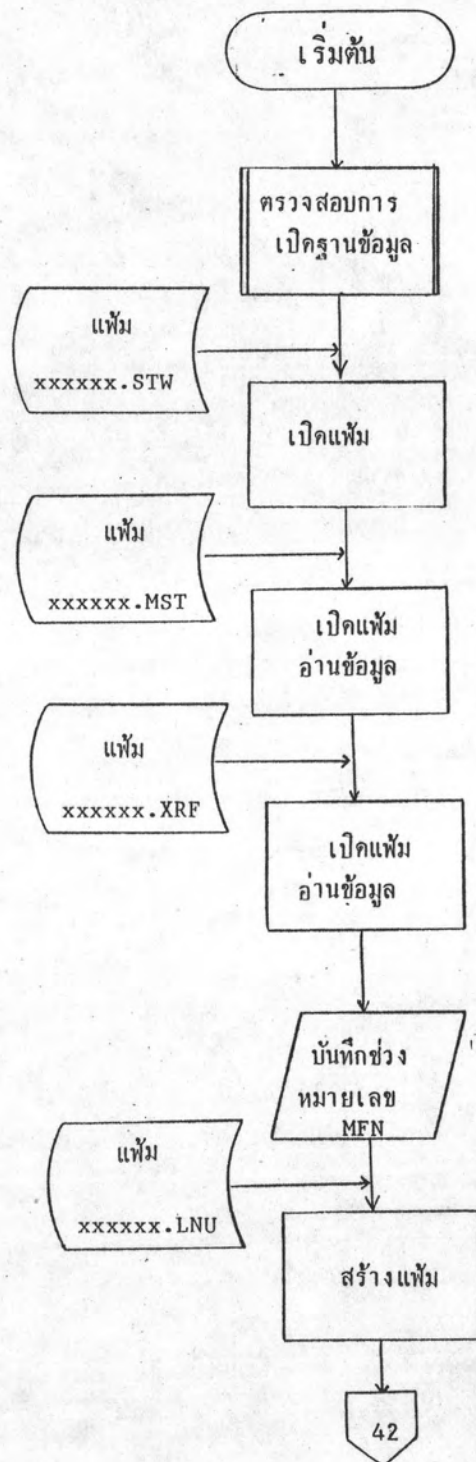 เริ่มต้น
ตรวจสอบการ
เปิดฐานข้อมูล
แฟ้ม
xxxxxx.STW
เปิดแฟ้ม
แฟ้ม
xxxxxx.MST
เปิดแฟ้ม
อ่านข้อมูล
แฟ้ม
xxxxxx.XRF
เปิดแฟ้ม
อ่านข้อมูล
บันทึกช่วง
หมายเลข
MFN
แฟ้ม
xxxxxx.LNU
สร้างแฟ้ม
42